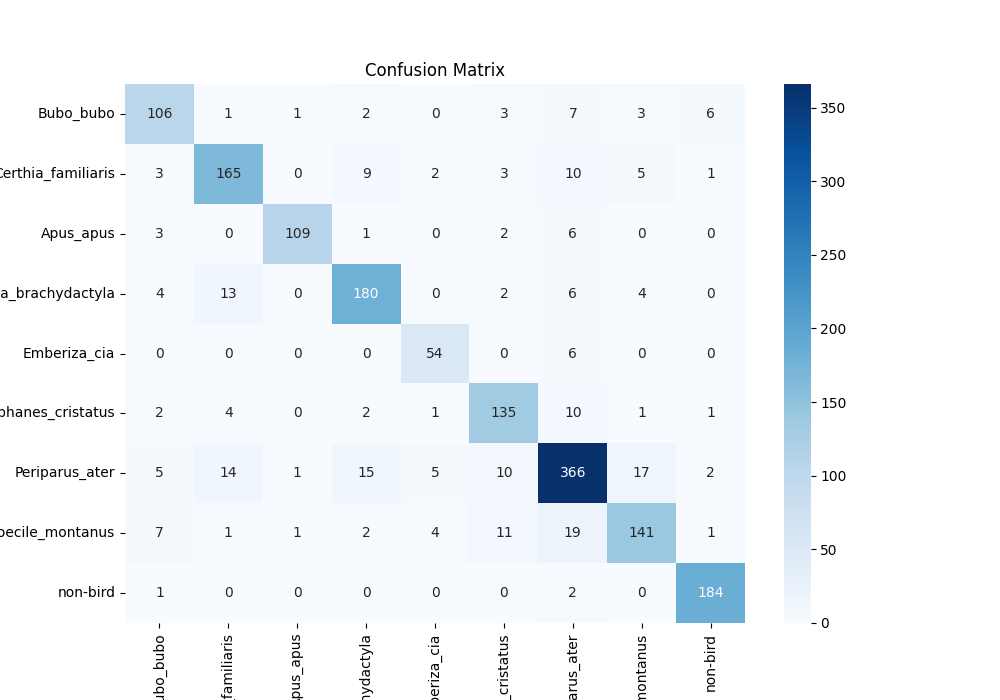 Confusion Matrix
Bubo_bubo 106 1 1 2 0 3 7 3 6
Certhia_familiaris 3 165 0 9 2 3 10 5 1
Apus_apus 3 0 109 1 0 2 6 0 0
a_brachydactyla 4 13 0 180 0 2 6 4 0
Emberiza_cia 0 0 0 0 54 0 6 0 0
phanes_cristatus 2 4 0 2 1 135 10 1 1
Periparus_ater 5 14 1 15 5 10 366 17 2
oecile_montanus 7 1 1 2 4 11 19 141 1
non-bird 1 0 0 0 0 0 2 0 184
ubo_bubo
familiaris
pus_apus
hydactyla
beriza_cia
_cristatus
arus_ater
montanus
non-bird
350
300
250
200
150
100
50
0